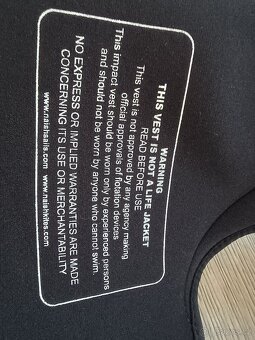 WARNING
THIS VEST IS NOT A LIFE JACKET
READ BEFORE USE
This vest is not approved by any agency making
official approvals of flotation devices
This impact vest should be worn only by experienced persons
and should not be worn by anyone who cannot swim.
NO EXPRESS OR IMPLIED WARRANTIES ARE MADE
CONCERNING ITS USE OR MERCHANTABILITY
www.naishsails.com www.naishkites.com